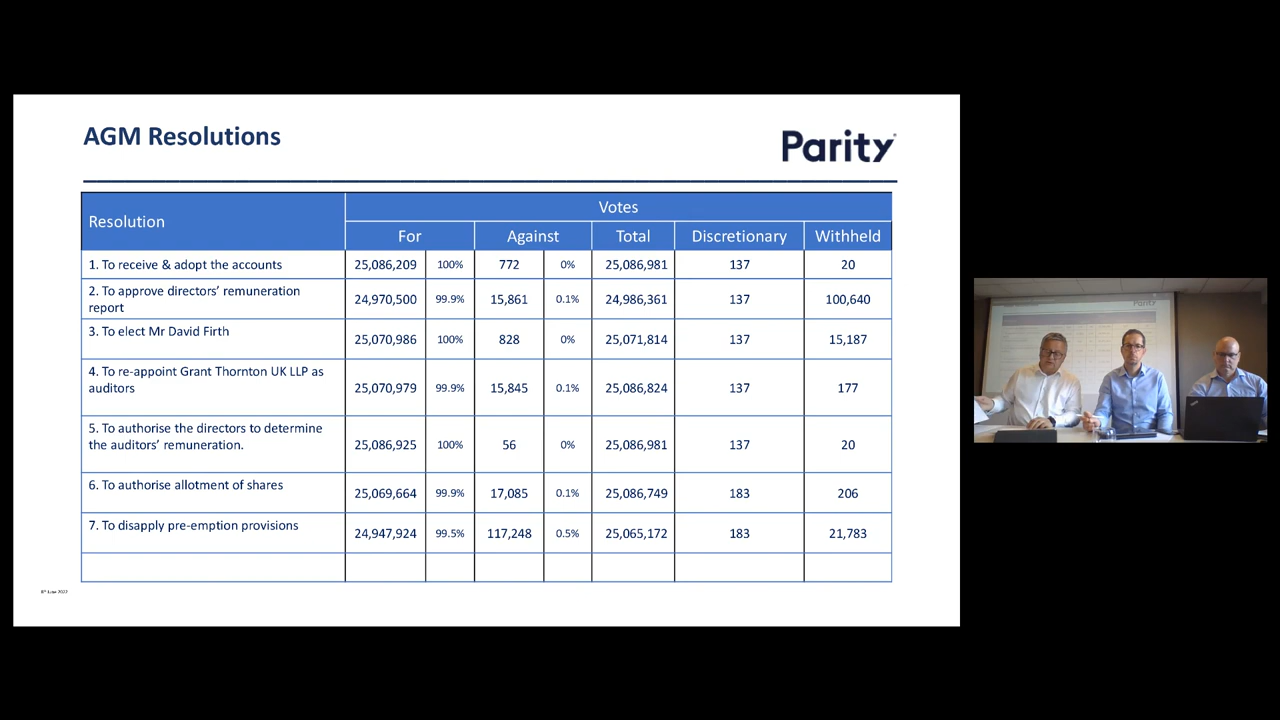 AGM Resolutions
Parity
Resolution
Votes
For Against Total Discretionary Withheld
1. To receive & adopt the accounts 25,086,209 100% 772 0% 25,086,981 137 20
2. To approve directors’ remuneration
report 24,970,500 99.9% 15,861 0.1% 24,986,361 137 100,640
3. To elect Mr David Firth 25,070,986 100% 828 0% 25,071,814 137 15,187
4. To re-appoint Grant Thornton UK LLP as
auditors 25,070,979 99.9% 15,845 0.1% 25,086,824 137 177
5. To authorise the directors to determine
the auditors’ remuneration. 25,086,925 100% 56 0% 25,086,981 137 20
6. To authorise allotment of shares 25,069,664 99.9% 17,085 0.1% 25,086,749 183 206
7. To disapply pre-emption provisions 24,947,924 99.5% 117,248 0.5% 25,065,172 183 21,783
8th June 2022